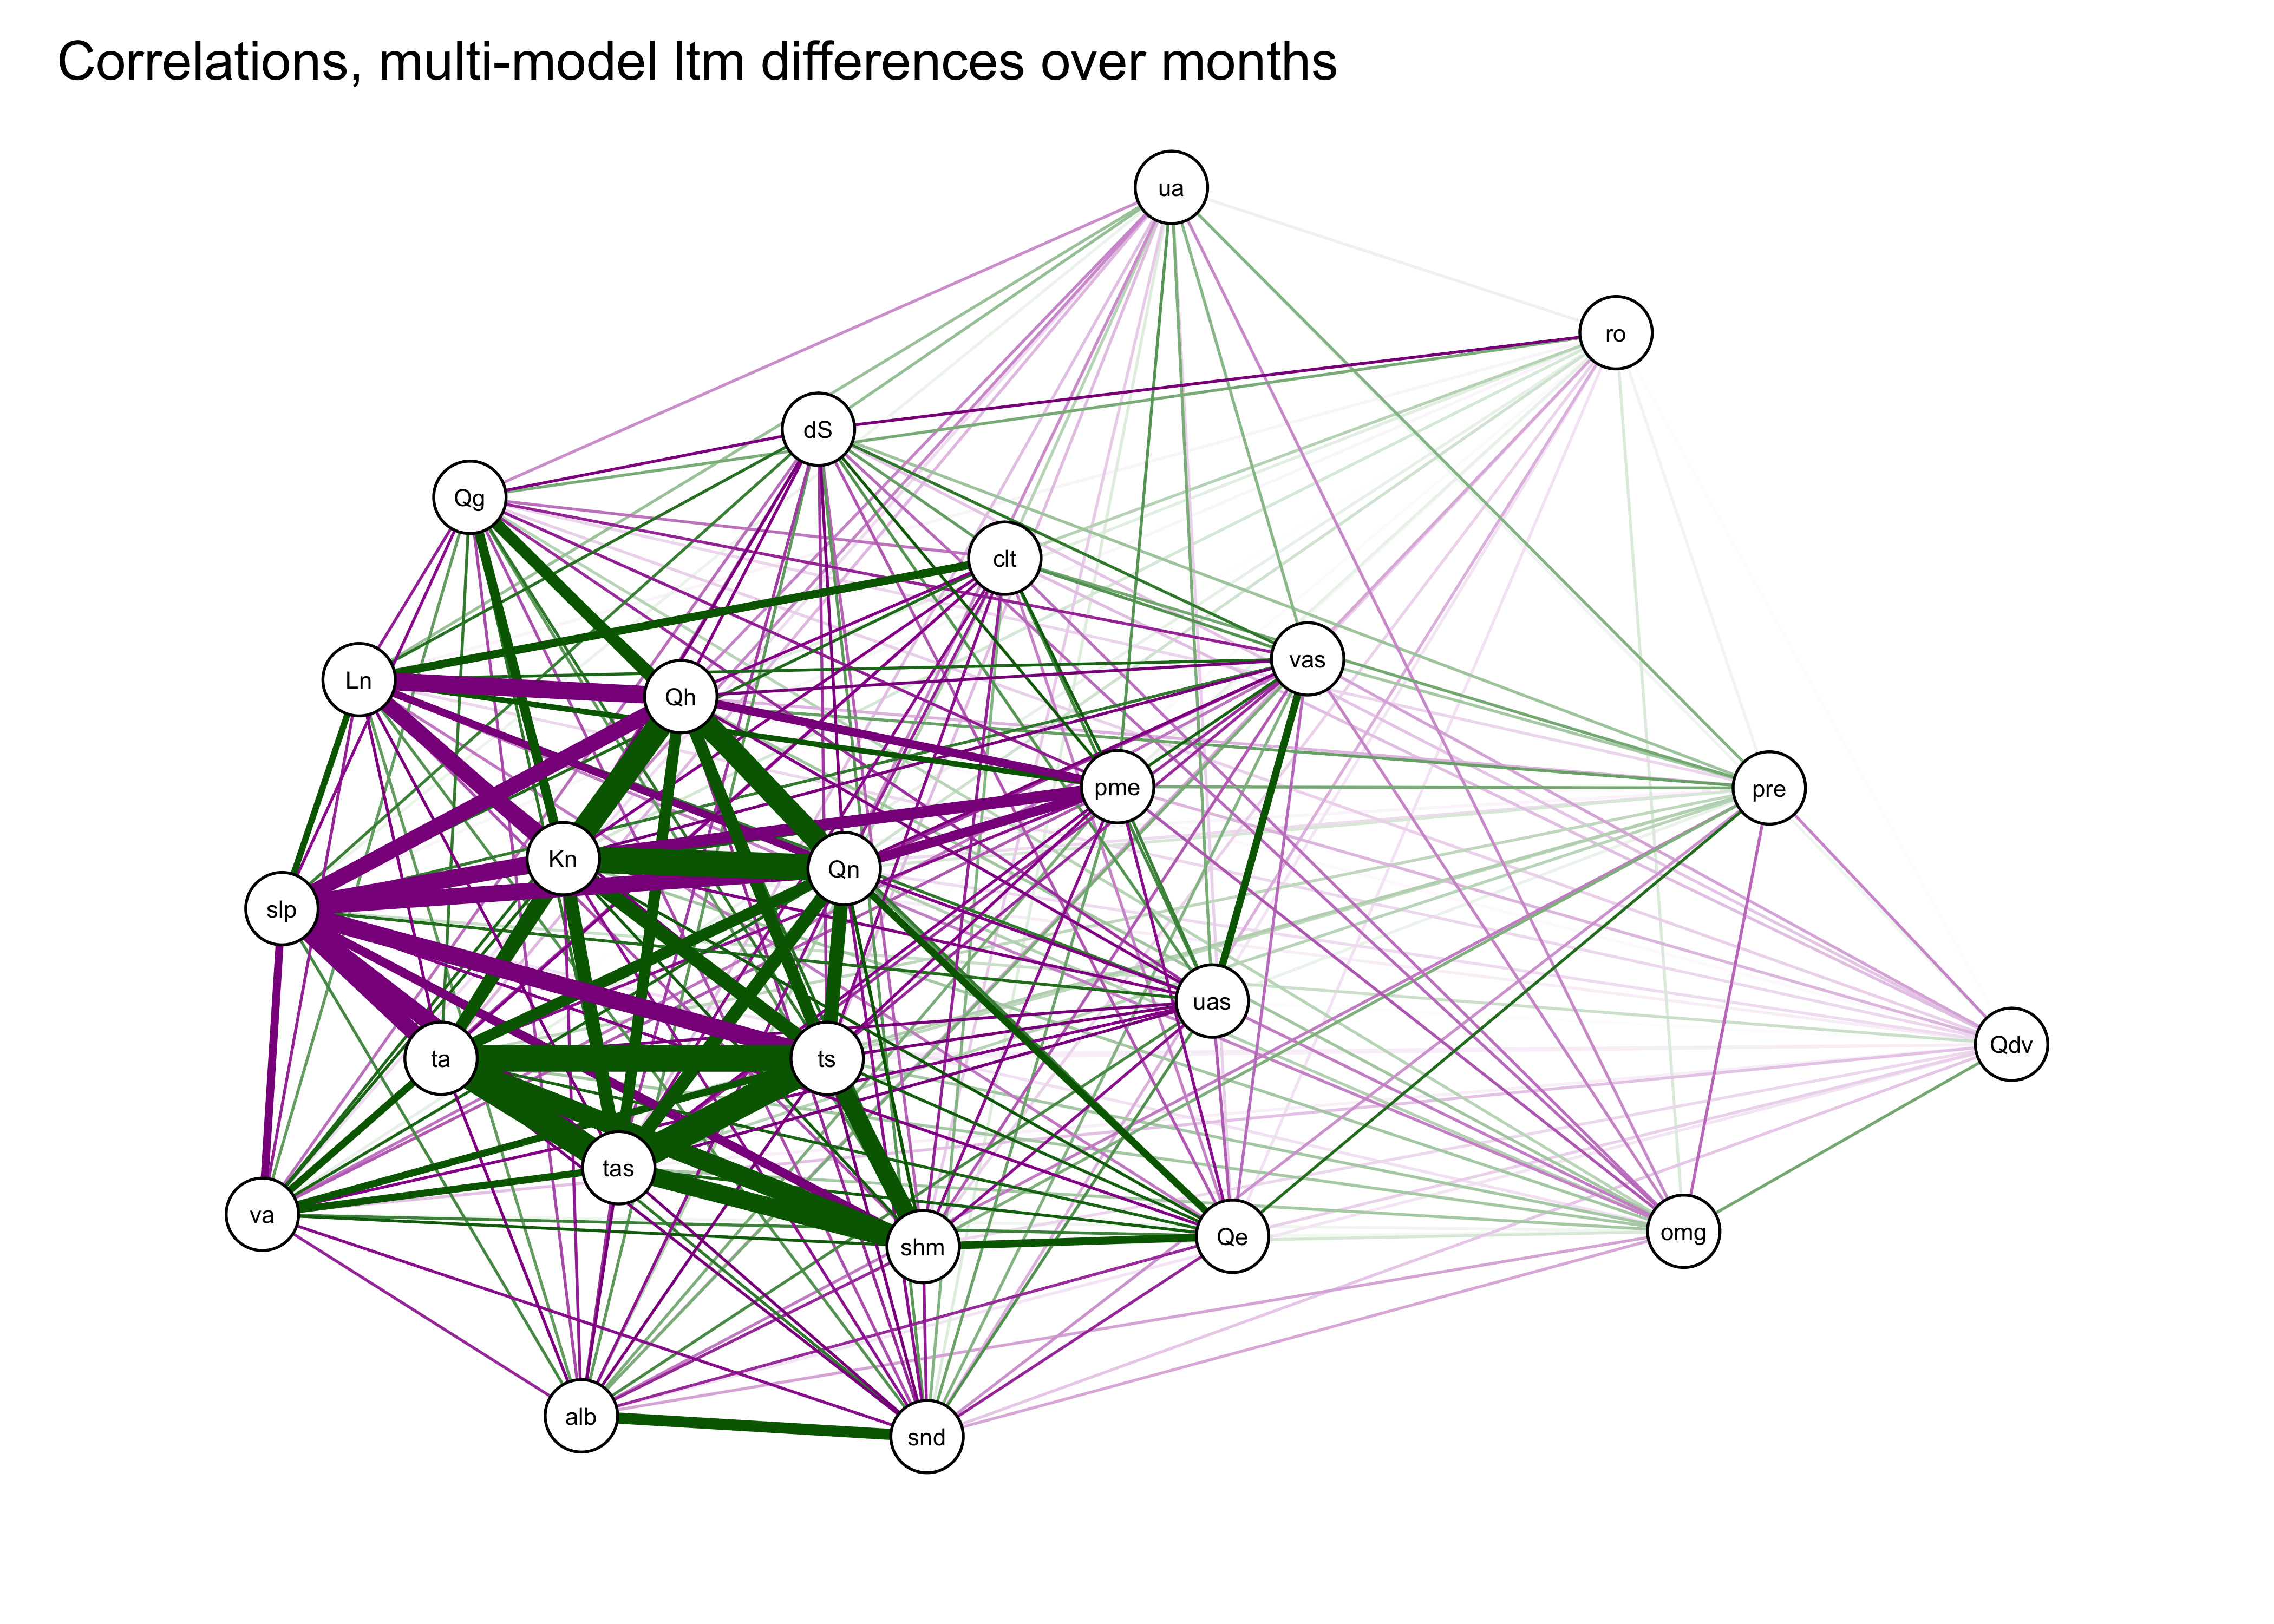 Correlations, multi-model ltm differences over months
ua
ro
dS
Qg
clt
vas
Ln
Qh
pme
pre
Kn
Qn
slp
uas
Qdv
ta
ts
tas
va
shm
Qe
omg
alb
snd